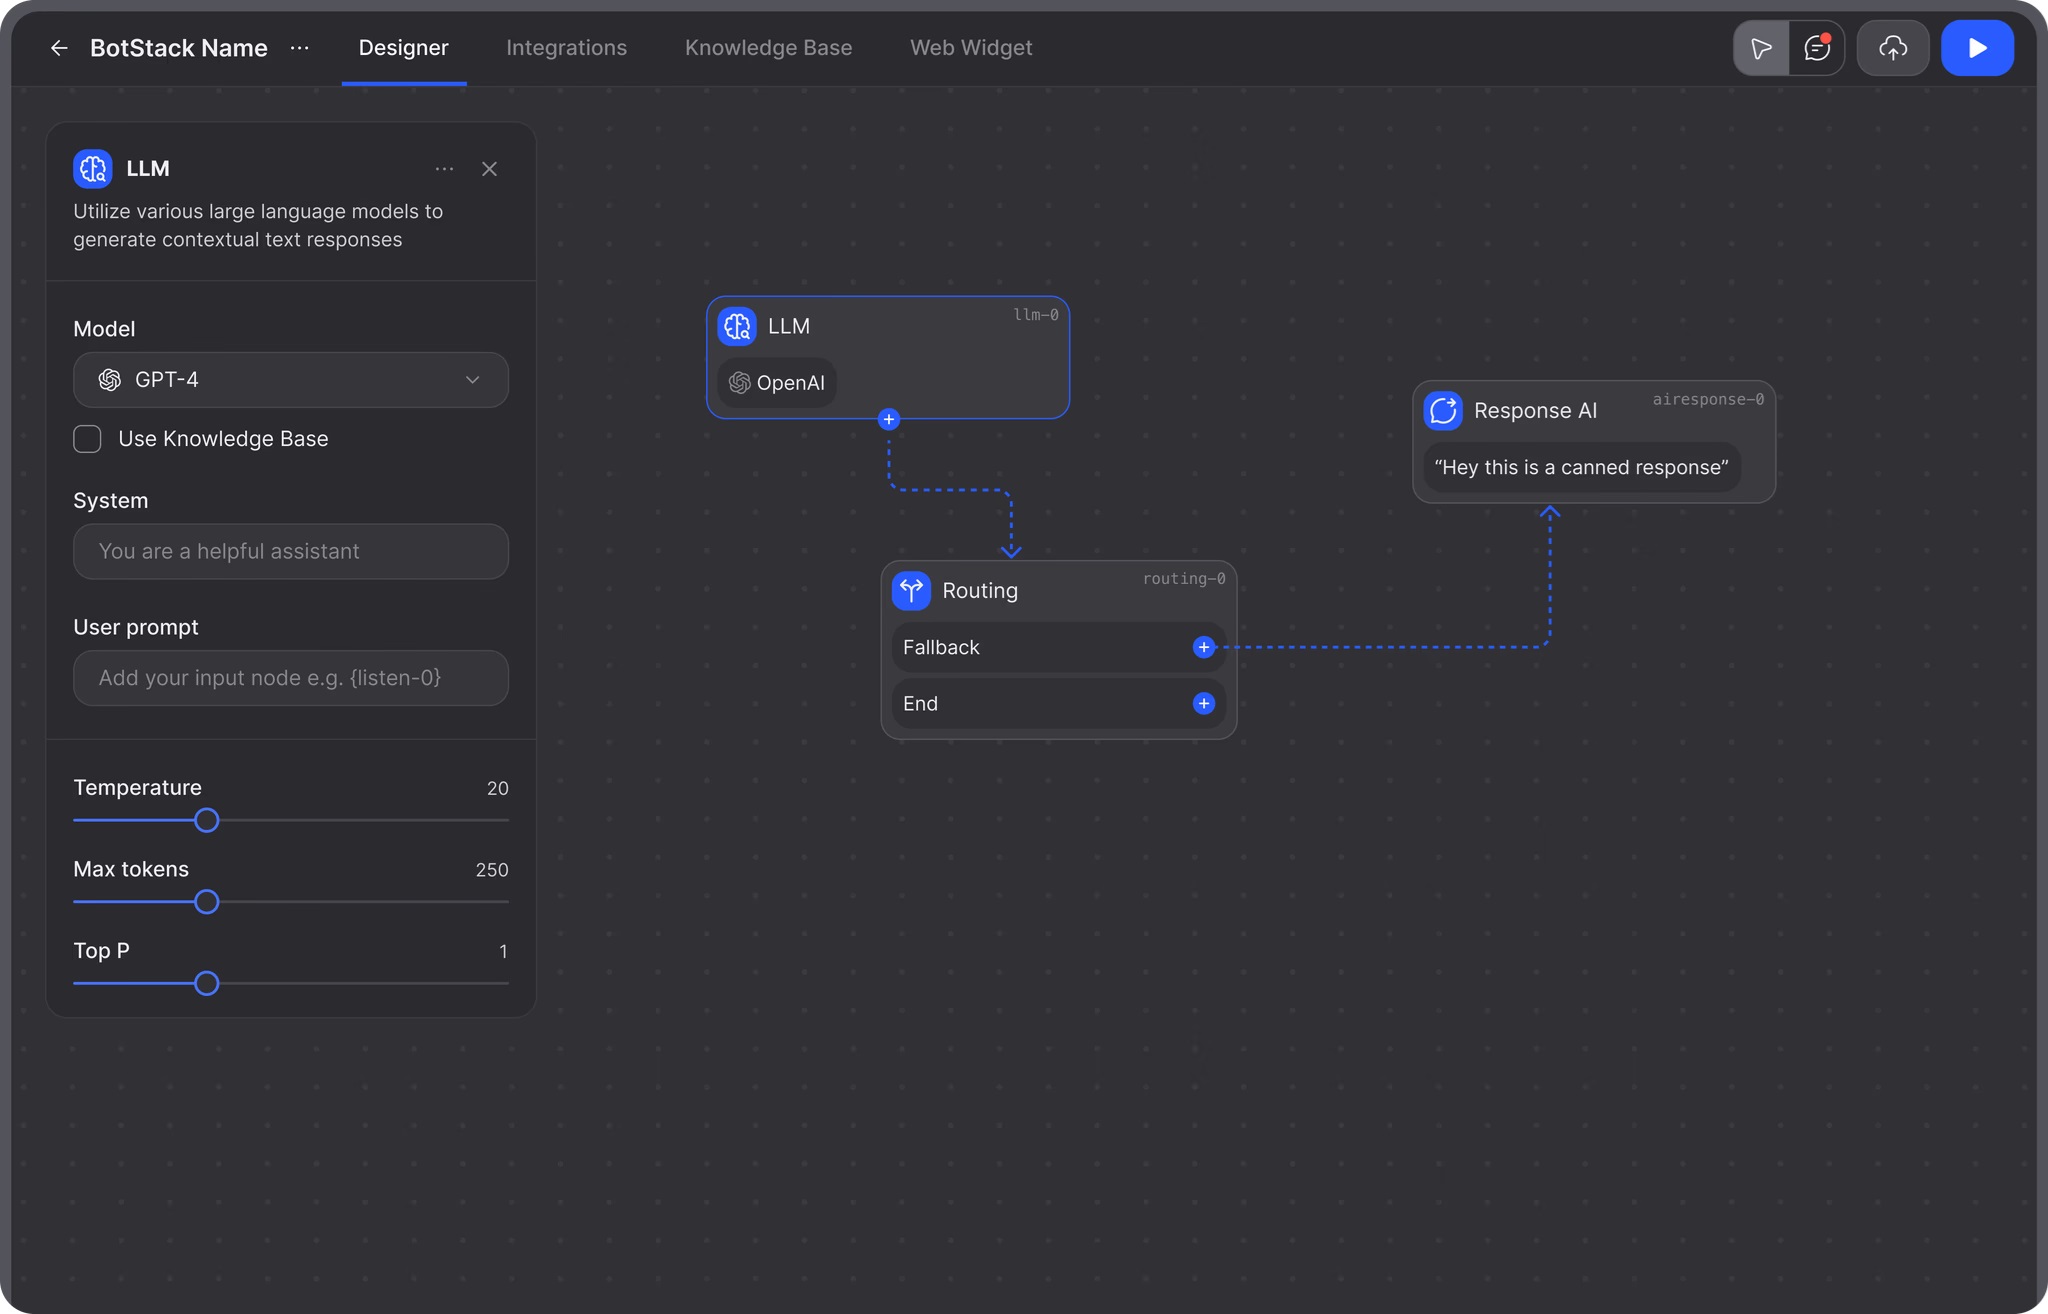 BotStack Name
Designer
Integrations
Knowledge Base
Web Widget
LLM
Utilize various large language models to
generate contextual text responses
Model
GPT-4
Use Knowledge Base
System
You are a helpful assistant
User prompt
Add your input node e.g. {listen-0}
Temperature 20
Max tokens 250
Top P 1
LLM llm-0
OpenAI
Routing routing-0
Fallback
End
Response AI airesponse-0
“Hey this is a canned response”